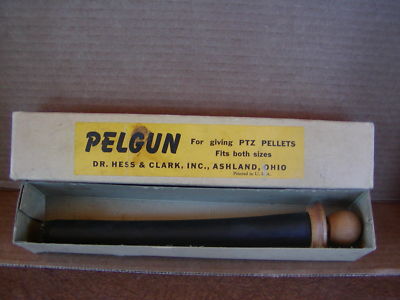 PELGUN
For giving PTZ PELLETS
Fits both sizes
DR. HESS & CLARK, INC., ASHLAND, OHIO
Printed in U. S. A.